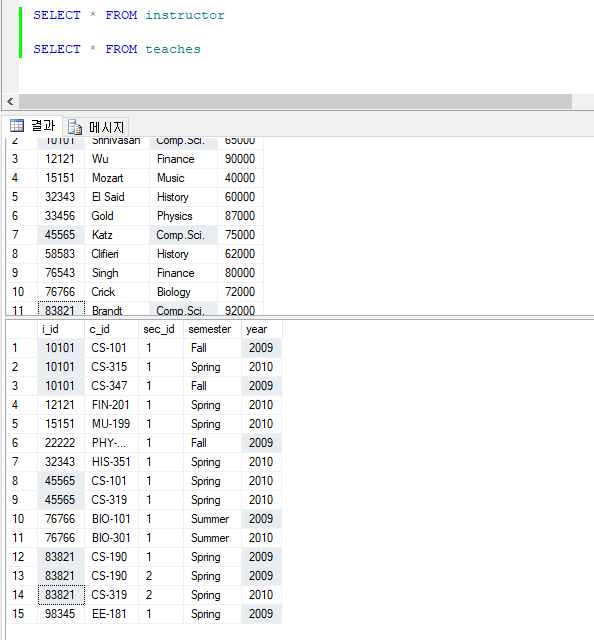 SELECT * FROM instructor
SELECT * FROM teaches
결과 메시지
2 10101 Srinivasan Comp.Sci. 65000
3 12121 Wu Finance 90000
4 15151 Mozart Music 40000
5 32343 El Said History 60000
6 33456 Gold Physics 87000
7 45565 Katz Comp.Sci. 75000
8 58583 Clifieri History 62000
9 76543 Singh Finance 80000
10 76766 Crick Biology 72000
11 83821 Brandt Comp.Sci. 92000
i_id c_id sec_id semester year
1 10101 CS-101 1 Fall 2009
2 10101 CS-315 1 Spring 2010
3 10101 CS-347 1 Fall 2009
4 12121 FIN-201 1 Spring 2010
5 15151 MU-199 1 Spring 2010
6 22222 PHY-... 1 Fall 2009
7 32343 HIS-351 1 Spring 2010
8 45565 CS-101 1 Spring 2010
9 45565 CS-319 1 Spring 2010
10 76766 BIO-101 1 Summer 2009
11 76766 BIO-301 1 Summer 2010
12 83821 CS-190 1 Spring 2009
13 83821 CS-190 2 Spring 2009
14 83821 CS-319 2 Spring 2010
15 98345 EE-181 1 Spring 2009